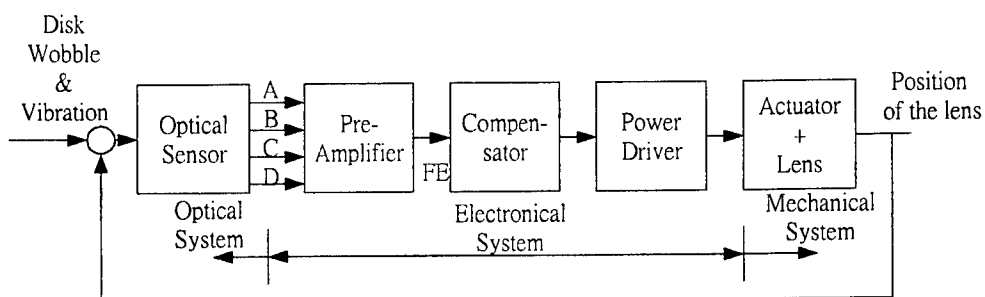 Disk
Wobble
&
Vibration
Optical
Sensor
A
B
C
D
Pre-
Amplifier
FE
Compen-
sator
Power
Driver
Actuator
+
Lens
Position
of the lens
Optical
System
Electronical
System
Mechanical
System